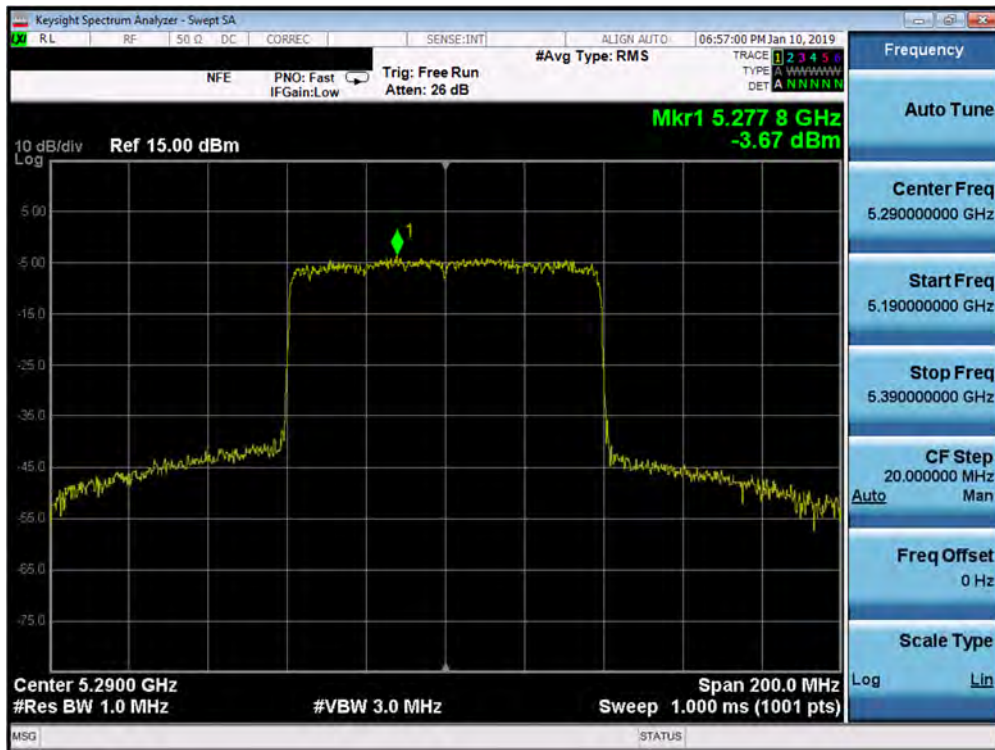 Keysight Spectrum Analyzer - Swept SA
LXI RL RF 50 Ω DC CORREC SENSE:INT ALIGN AUTO 06:57:00 PM Jan 10, 2019
NFE PNO: Fast Trig: Free Run #Avg Type: RMS TRACE 1 2 3 4 5 6
IFGain:Low Atten: 26 dB TYPE A WWWWW
DET A N N N N N
Mkr1 5.277 8 GHz
-3.67 dBm
10 dB/div Ref 15.00 dBm
Log
5.00
1
-5.00
-15.0
-25.0
-35.0
-45.0
-55.0
-65.0
-75.0
Center 5.2900 GHz Span 200.0 MHz
#Res BW 1.0 MHz #VBW 3.0 MHz Sweep 1.000 ms (1001 pts)
MSG STATUS
Frequency
Auto Tune
Center Freq
5.290000000 GHz
Start Freq
5.190000000 GHz
Stop Freq
5.390000000 GHz
CF Step
20.000000 MHz
Auto Man
Freq Offset
0 Hz
Scale Type
Log Lin